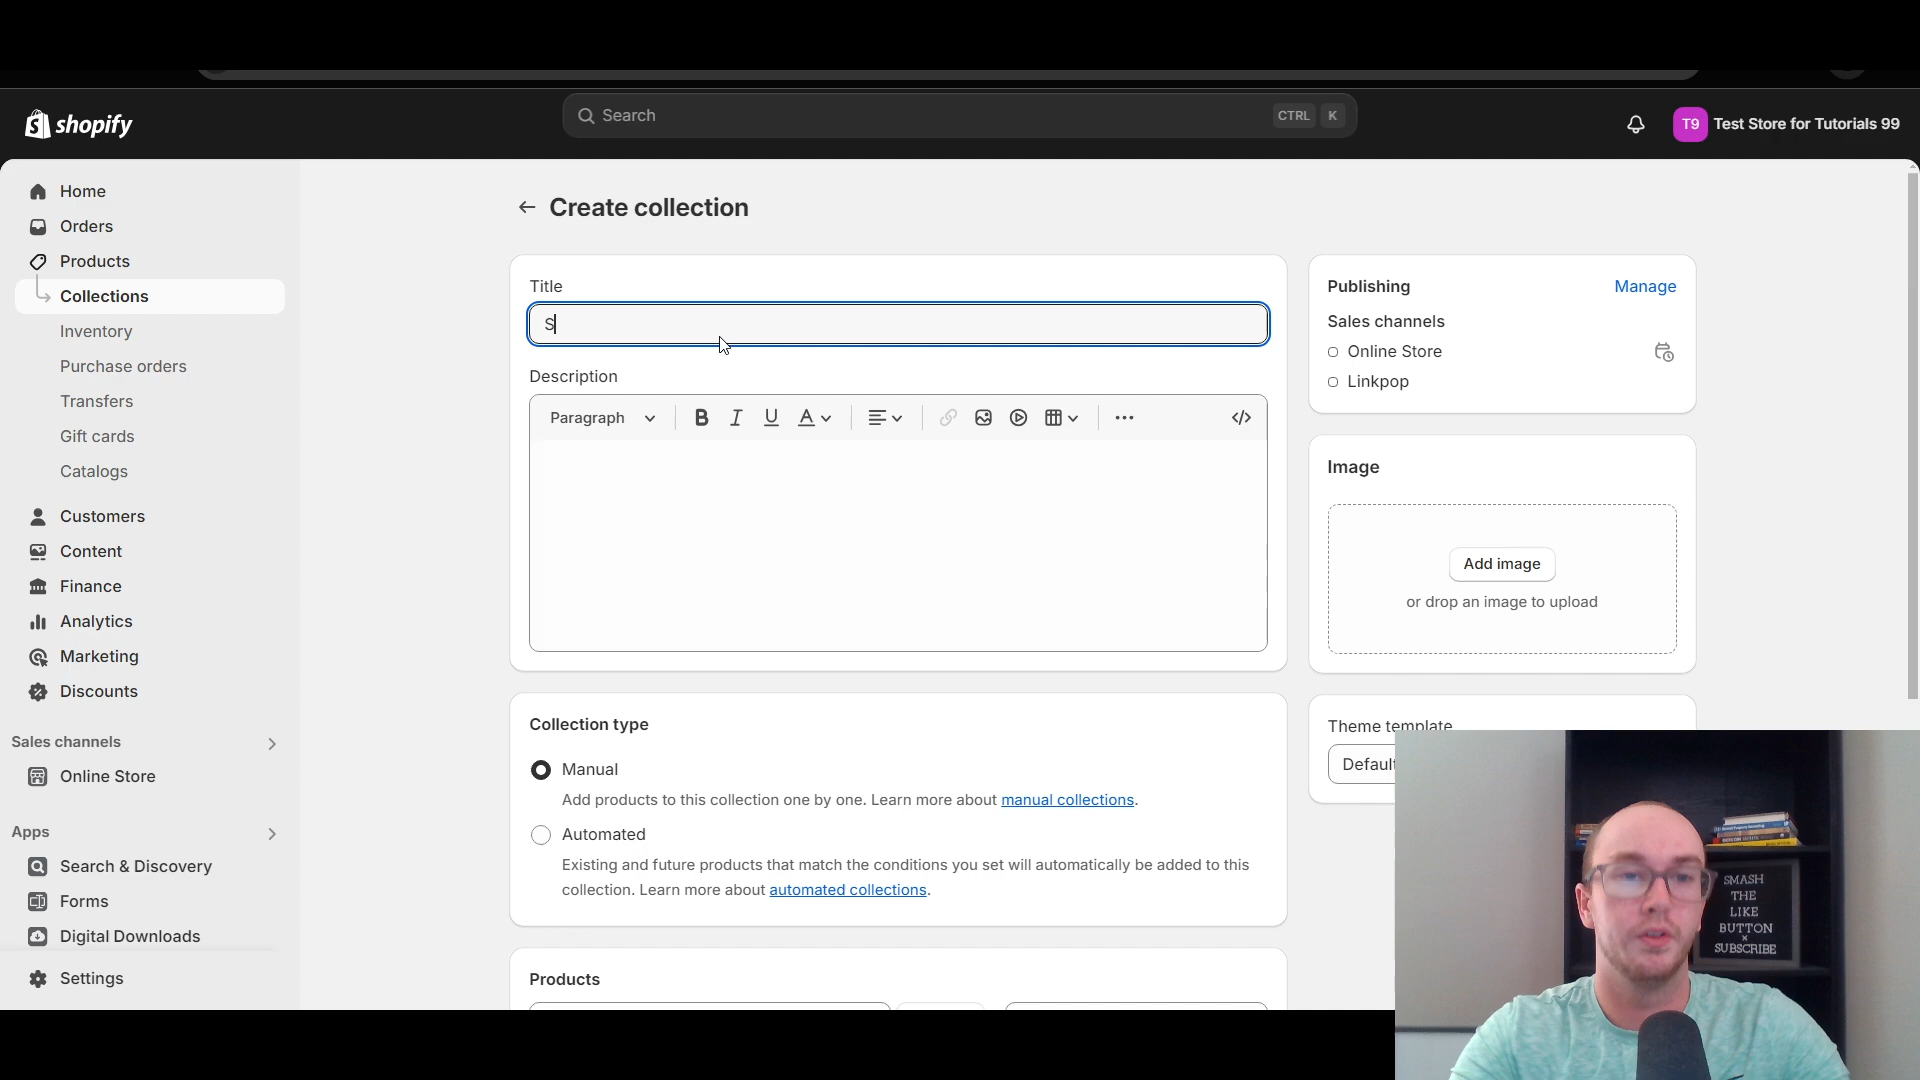 shopify
Search
CTRL K
T9 Test Store for Tutorials 99
Home
Orders
Products
Collections
Inventory
Purchase orders
Transfers
Gift cards
Catalogs
Customers
Content
Finance
Analytics
Marketing
Discounts
Sales channels
Online Store
Apps
Search & Discovery
Forms
Digital Downloads
Settings
Create collection
Title
S
Description
Paragraph
B I U A
Collection type
Manual
Add products to this collection one by one. Learn more about manual collections.
Automated
Existing and future products that match the conditions you set will automatically be added to this
collection. Learn more about automated collections.
Products
Publishing
Manage
Sales channels
Online Store
Linkpop
Image
Add image
or drop an image to upload
Theme template
Default
SMASH
THE
LIKE
BUTTON
×
SUBSCRIBE